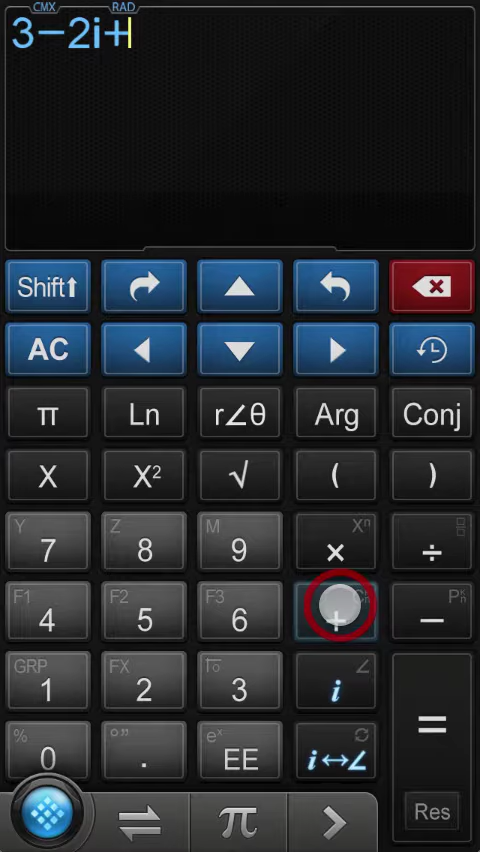 CMX RAD
3−2i+
Shift⬆
AC
π Ln r∠θ Arg Conj
X X² √ ( )
Y 7 Z 8 M 9 Xⁿ × ÷
F1 4 F2 5 F3 6 + Pⁿ −
GRP 1 FX 2 3 ∠ i =
% 0 °” . eˣ EE i↔∠
π > Res